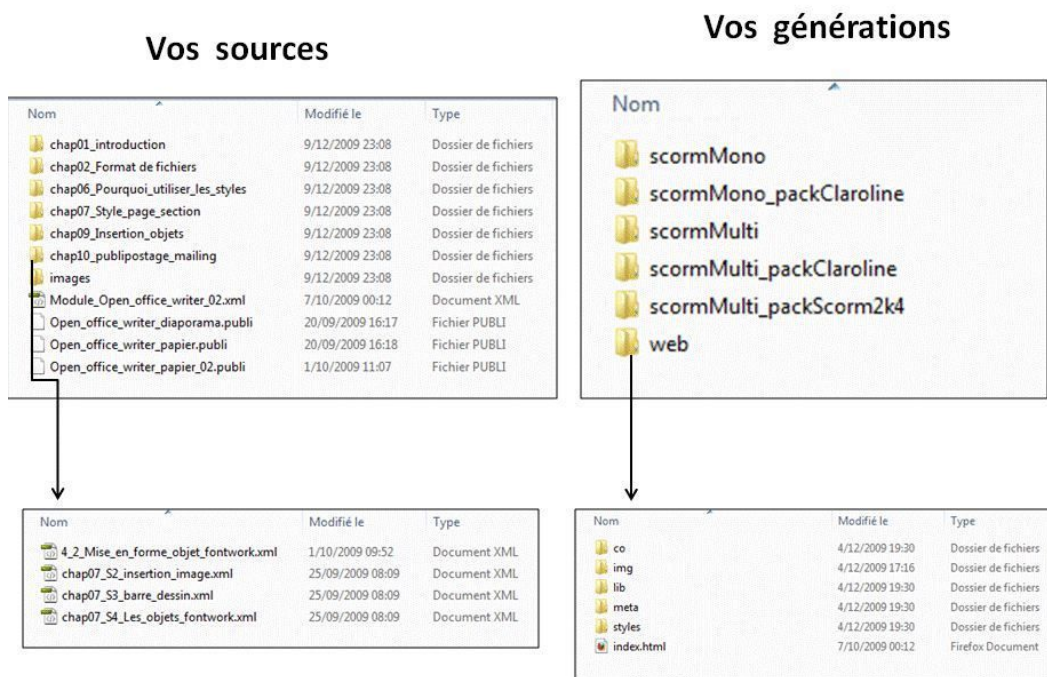 Vos sources
Nom Modifié le Type
chap01_introduction 9/12/2009 23:08 Dossier de fichiers
chap02_Format de fichiers 9/12/2009 23:08 Dossier de fichiers
chap06_Pourquoi_utiliser_les_styles 9/12/2009 23:08 Dossier de fichiers
chap07_Style_page_section 9/12/2009 23:08 Dossier de fichiers
chap09_Insertion_objets 9/12/2009 23:08 Dossier de fichiers
chap10_publipostage_mailing 9/12/2009 23:08 Dossier de fichiers
images 9/12/2009 23:08 Dossier de fichiers
Module_Open_office_writer_02.xml 7/10/2009 00:12 Document XML
Open_office_writer_diaporama.publi 20/09/2009 16:17 Fichier PUBLI
Open_office_writer_papier.publi 20/09/2009 16:18 Fichier PUBLI
Open_office_writer_papier_02.publi 1/10/2009 11:07 Fichier PUBLI
Nom Modifié le Type
4_2_Mise_en_forme_objet_fontwork.xml 1/10/2009 09:52 Document XML
chap07_S2_insertion_image.xml 25/09/2009 08:09 Document XML
chap07_S3_barre_dessin.xml 25/09/2009 08:09 Document XML
chap07_S4_Les_objets_fontwork.xml 25/09/2009 08:09 Document XML
Vos générations
Nom
scormMono
scormMono_packClaroline
scormMulti
scormMulti_packClaroline
scormMulti_packScorm2k4
web
Nom Modifié le Type
co 4/12/2009 19:30 Dossier de fichiers
img 4/12/2009 17:16 Dossier de fichiers
lib 4/12/2009 19:30 Dossier de fichiers
meta 4/12/2009 19:30 Dossier de fichiers
styles 4/12/2009 19:30 Dossier de fichiers
index.html 7/10/2009 00:12 Firefox Document